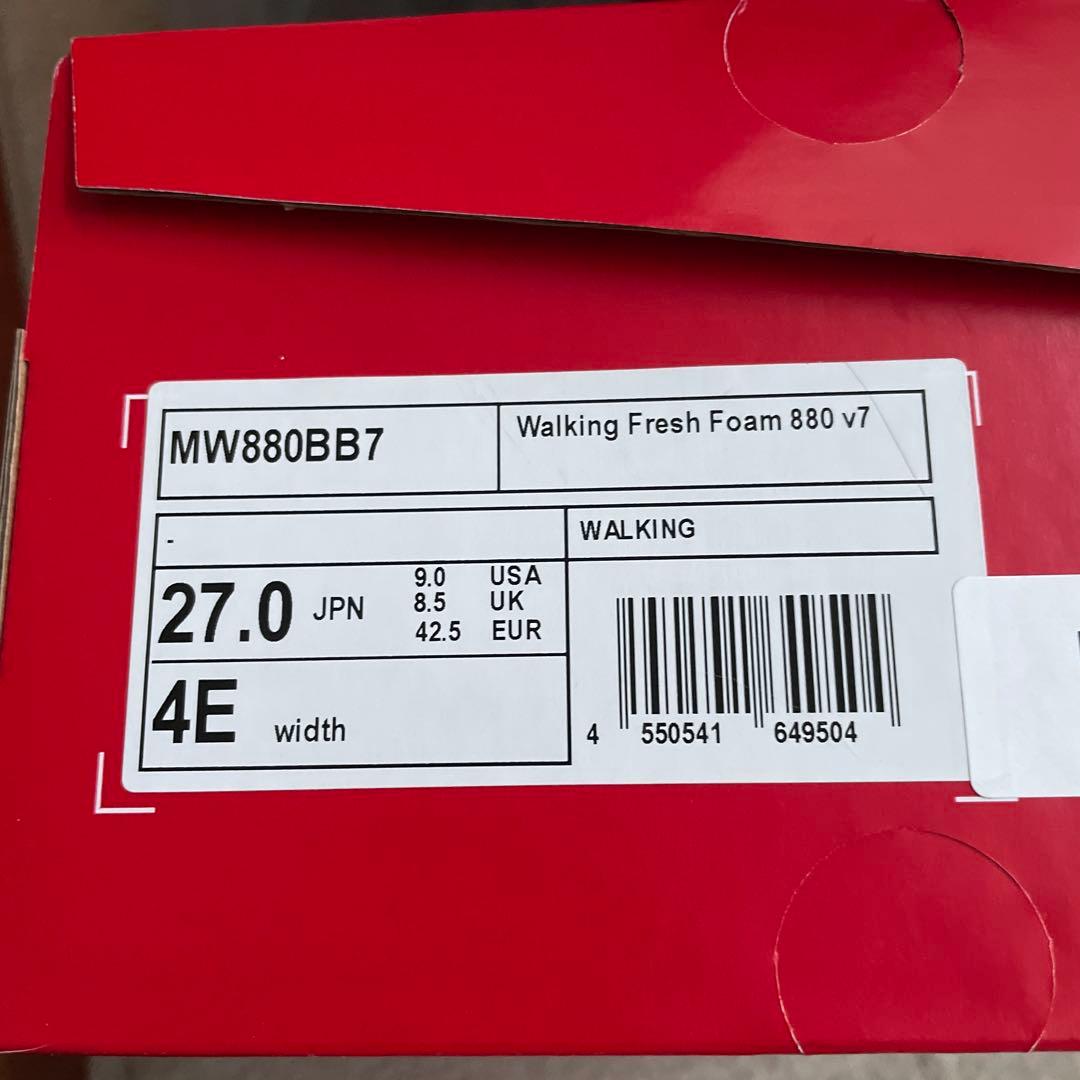 MW880BB7
Walking Fresh Foam 880 v7
-
WALKING
27.0 JPN
9.0 USA
8.5 UK
42.5 EUR
4E width
4 550541 649504